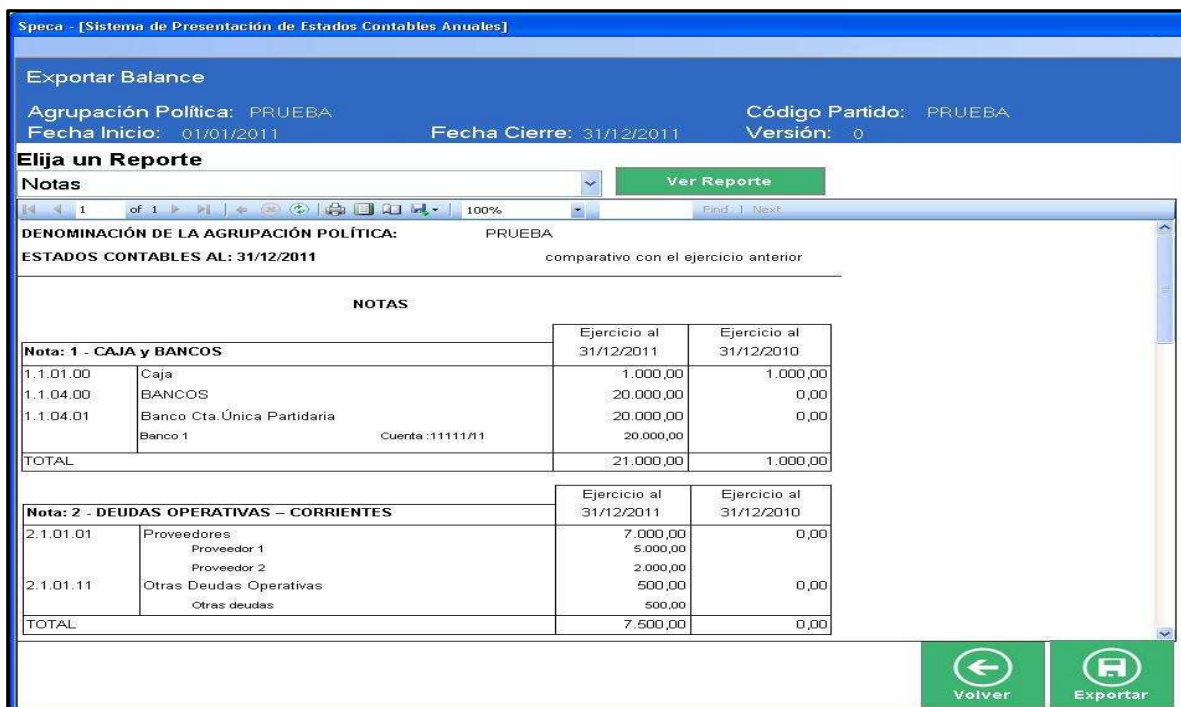 Speca - [Sistema de Presentación de Estados Contables Anuales]
Exportar Balance
Agrupación Política: PRUEBA Código Partido: PRUEBA
Fecha Inicio: 01/01/2011 Fecha Cierre: 31/12/2011 Versión: 0
Elija un Reporte
Notas Ver Reporte
1 of 1 100% Find | Next
DENOMINACIÓN DE LA AGRUPACIÓN POLÍTICA: PRUEBA
ESTADOS CONTABLES AL: 31/12/2011 comparativo con el ejercicio anterior
NOTAS
Ejercicio al Ejercicio al
Nota: 1 - CAJA y BANCOS 31/12/2011 31/12/2010
1.1.01.00 Caja 1.000,00 1.000,00
1.1.04.00 BANCOS 20.000,00 0,00
1.1.04.01 Banco Cta.Única Partidaria 20.000,00 0,00
Banco 1 Cuenta :11111/11 20.000,00
TOTAL 21.000,00 1.000,00
Ejercicio al Ejercicio al
Nota: 2 - DEUDAS OPERATIVAS – CORRIENTES 31/12/2011 31/12/2010
2.1.01.01 Proveedores 7.000,00 0,00
Proveedor 1 5.000,00
Proveedor 2 2.000,00
2.1.01.11 Otras Deudas Operativas 500,00 0,00
Otras deudas 500,00
TOTAL 7.500,00 0,00
Volver Exportar